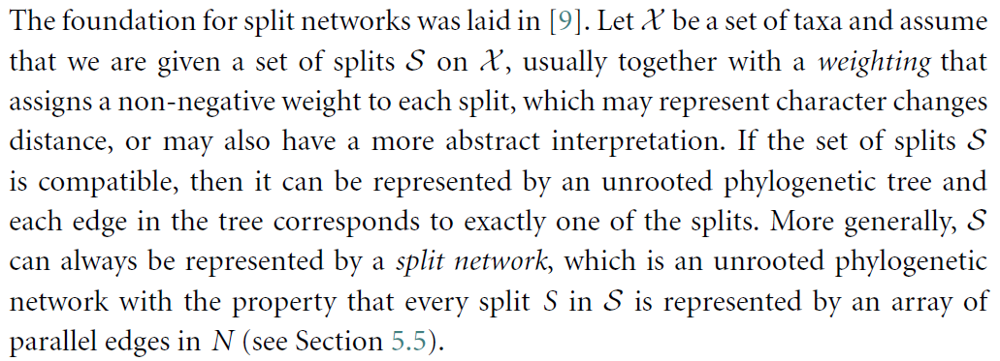 The foundation for split networks was laid in [9]. Let 𝒳 be a set of taxa and assume
that we are given a set of splits 𝒮 on 𝒳, usually together with a weighting that
assigns a non-negative weight to each split, which may represent character changes
distance, or may also have a more abstract interpretation. If the set of splits 𝒮
is compatible, then it can be represented by an unrooted phylogenetic tree and
each edge in the tree corresponds to exactly one of the splits. More generally, 𝒮
can always be represented by a split network, which is an unrooted phylogenetic
network with the property that every split S in 𝒮 is represented by an array of
parallel edges in N (see Section 5.5).